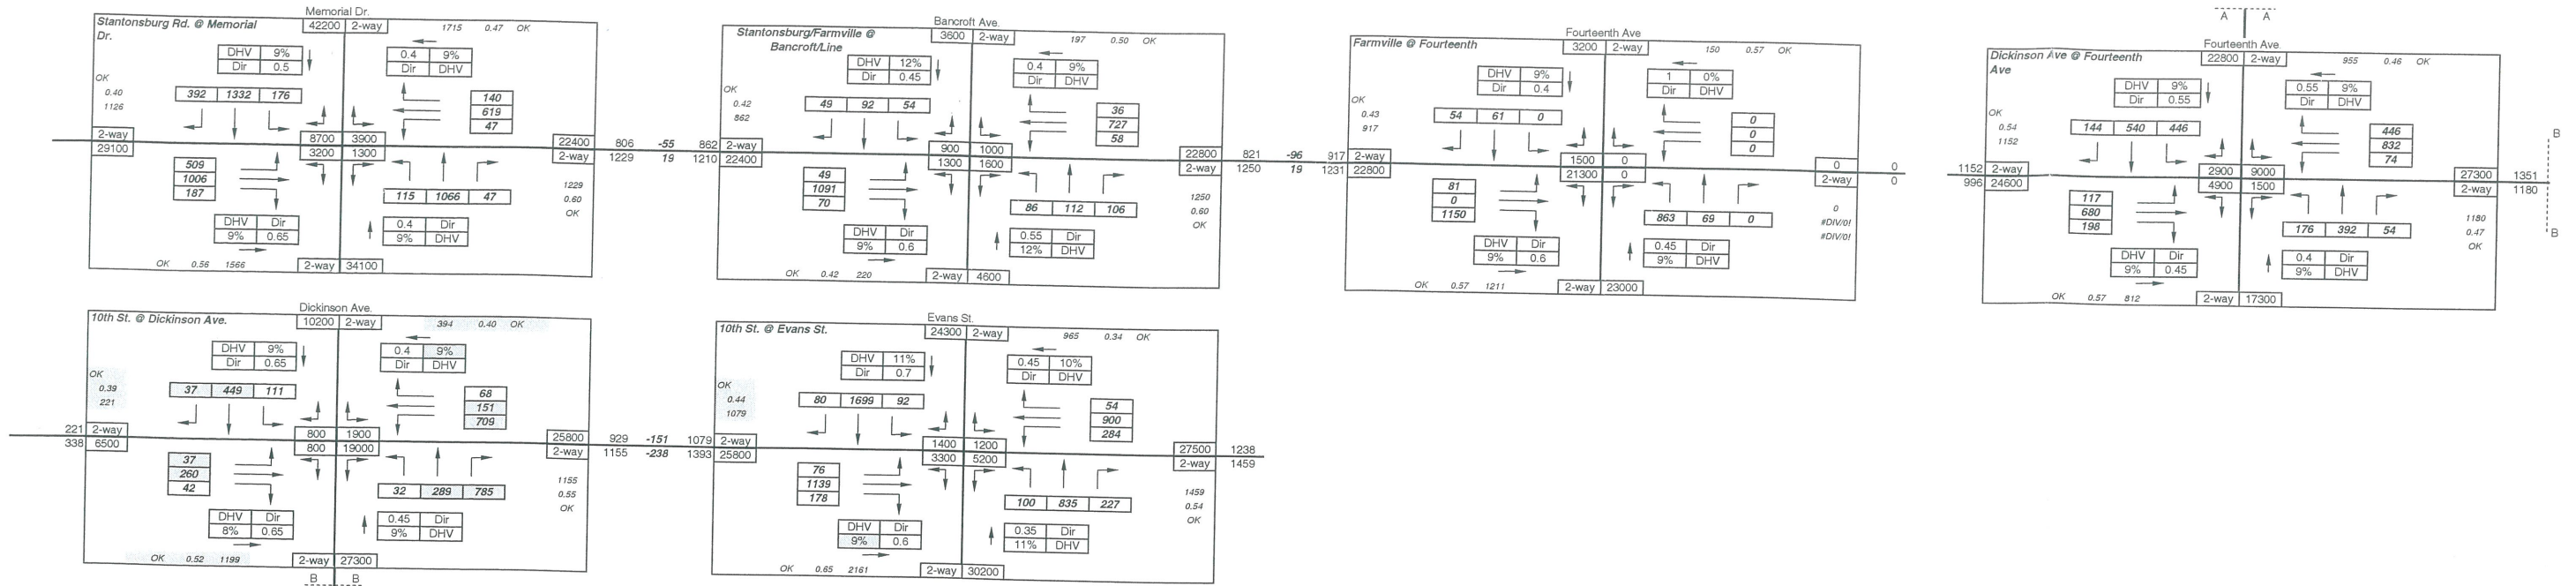 Memorial Dr.
Stantonsburg Rd. @ Memorial Dr.
42200 2-way
1715 0.47 OK
DHV 9%
Dir 0.5
0.4 9%
Dir DHV
OK
0.40
1126
392 1332 176
140
619
47
2-way
29100
8700 3900
3200 1300
22400
2-way
806 -55 862
1229 19 1210
509
1006
187
115 1066 47
1229
0.60
OK
DHV Dir
9% 0.65
0.4 Dir
9% DHV
OK 0.56 1566
2-way 34100
Bancroft Ave.
Stantonsburg/Farmville @
Bancroft/Line
3600 2-way
197 0.50 OK
DHV 12%
Dir 0.45
0.4 9%
Dir DHV
OK
0.42
862
49 92 54
36
727
58
2-way
22400
900 1000
1300 1600
22800
2-way
821 -96 917
1250 19 1231
49
1091
70
86 112 106
1250
0.60
OK
DHV Dir
9% 0.6
0.55 Dir
12% DHV
OK 0.42 220
2-way 4600
Fourteenth Ave
Farmville @ Fourteenth
3200 2-way
150 0.57 OK
DHV 9%
Dir 0.4
1 0%
Dir DHV
OK
0.43
917
54 61 0
0
0
0
2-way
22800
1500 0
21300 0
0
2-way
0
0
81
0
1150
863 69 0
0
#DIV/0!
#DIV/0!
DHV Dir
9% 0.6
0.45 Dir
9% DHV
OK 0.57 1211
2-way 23000
A A
Fourteenth Ave.
Dickinson Ave @ Fourteenth
Ave
22800 2-way
955 0.46 OK
DHV 9%
Dir 0.55
0.55 9%
Dir DHV
OK
0.54
1152
144 540 446
446
832
74
1152 2-way
996 24600
2900 9000
4900 1500
27300 1351
2-way 1180
B
B
117
680
198
176 392 54
1180
0.47
OK
DHV Dir
9% 0.45
0.4 Dir
9% DHV
OK 0.57 812
2-way 17300
Dickinson Ave.
10th St. @ Dickinson Ave.
10200 2-way
394 0.40 OK
DHV 9%
Dir 0.65
0.4 9%
Dir DHV
OK
0.39
221
37 449 111
68
151
709
221 2-way
338 6500
800 1900
800 19000
25800
2-way
929 -151 1079
1155 -238 1393
37
260
42
32 289 785
1155
0.55
OK
DHV Dir
8% 0.65
0.45 Dir
9% DHV
OK 0.52 1199
2-way 27300
B B
Evans St.
10th St. @ Evans St.
24300 2-way
965 0.34 OK
DHV 11%
Dir 0.7
0.45 10%
Dir DHV
OK
0.44
1079
80 1699 92
54
900
284
2-way
25800
1400 1200
3300 5200
27500 1238
2-way 1459
76
1139
178
100 835 227
1459
0.54
OK
DHV Dir
9% 0.6
0.35 Dir
11% DHV
OK 0.65 2161
2-way 30200